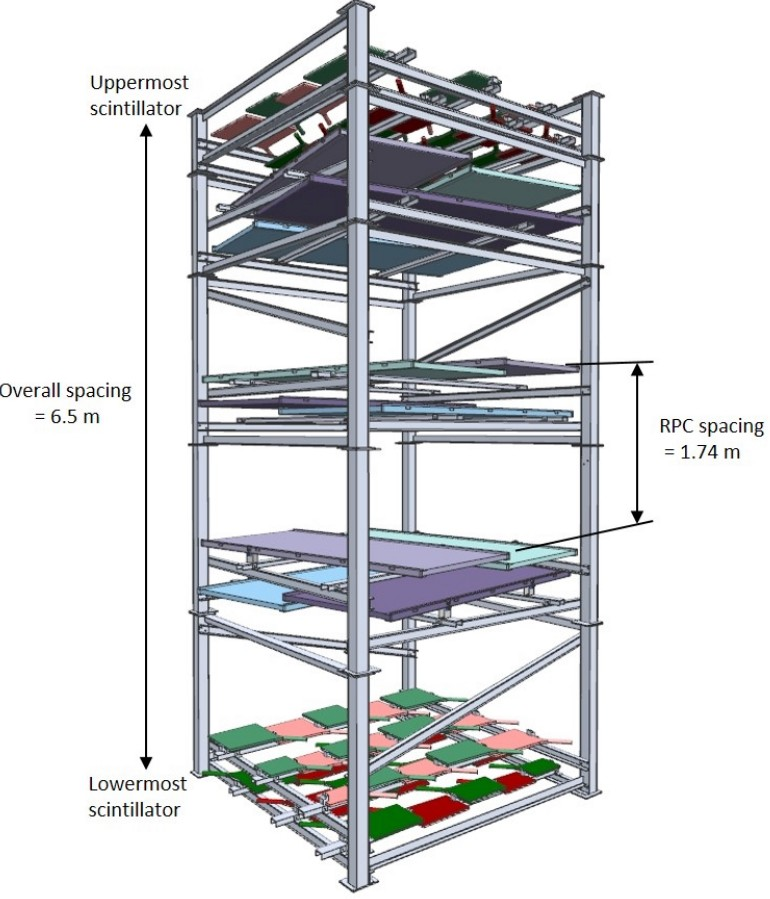 Uppermost
scintillator
Overall spacing
= 6.5 m
RPC spacing
= 1.74 m
Lowermost
scintillator